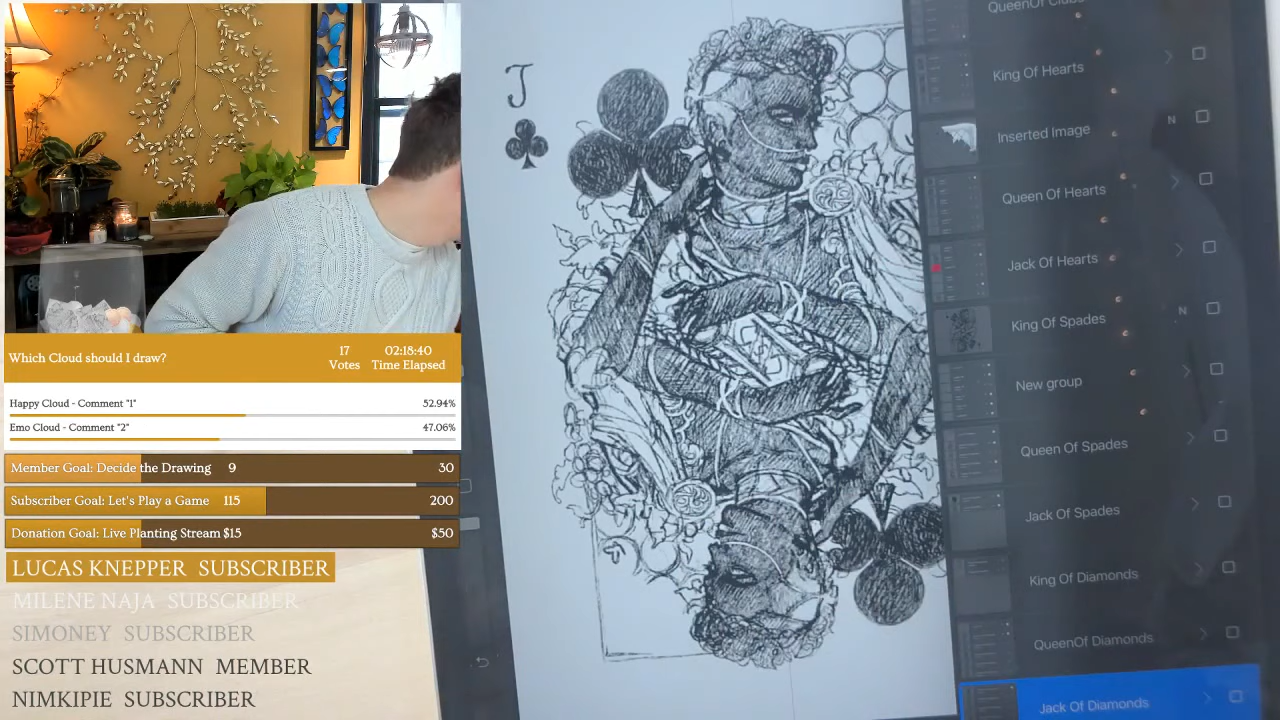 Which Cloud should I draw?
17 Votes
02:18:40 Time Elapsed
Happy Cloud - Comment "1" 52.94%
Emo Cloud - Comment "2" 47.06%
Member Goal: Decide the Drawing 9 30
Subscriber Goal: Let's Play a Game 115 200
Donation Goal: Live Planting Stream $15 $50
LUCAS KNEPPER SUBSCRIBER
MILENE NAJA SUBSCRIBER
SIMONEY SUBSCRIBER
SCOTT HUSMANN MEMBER
NIMKIPIE SUBSCRIBER
J
QueenOf Clubs
King Of Hearts
Inserted Image N
Queen Of Hearts
Jack Of Hearts
King Of Spades N
New group
Queen Of Spades
Jack Of Spades
King Of Diamonds
QueenOf Diamonds
Jack Of Diamonds